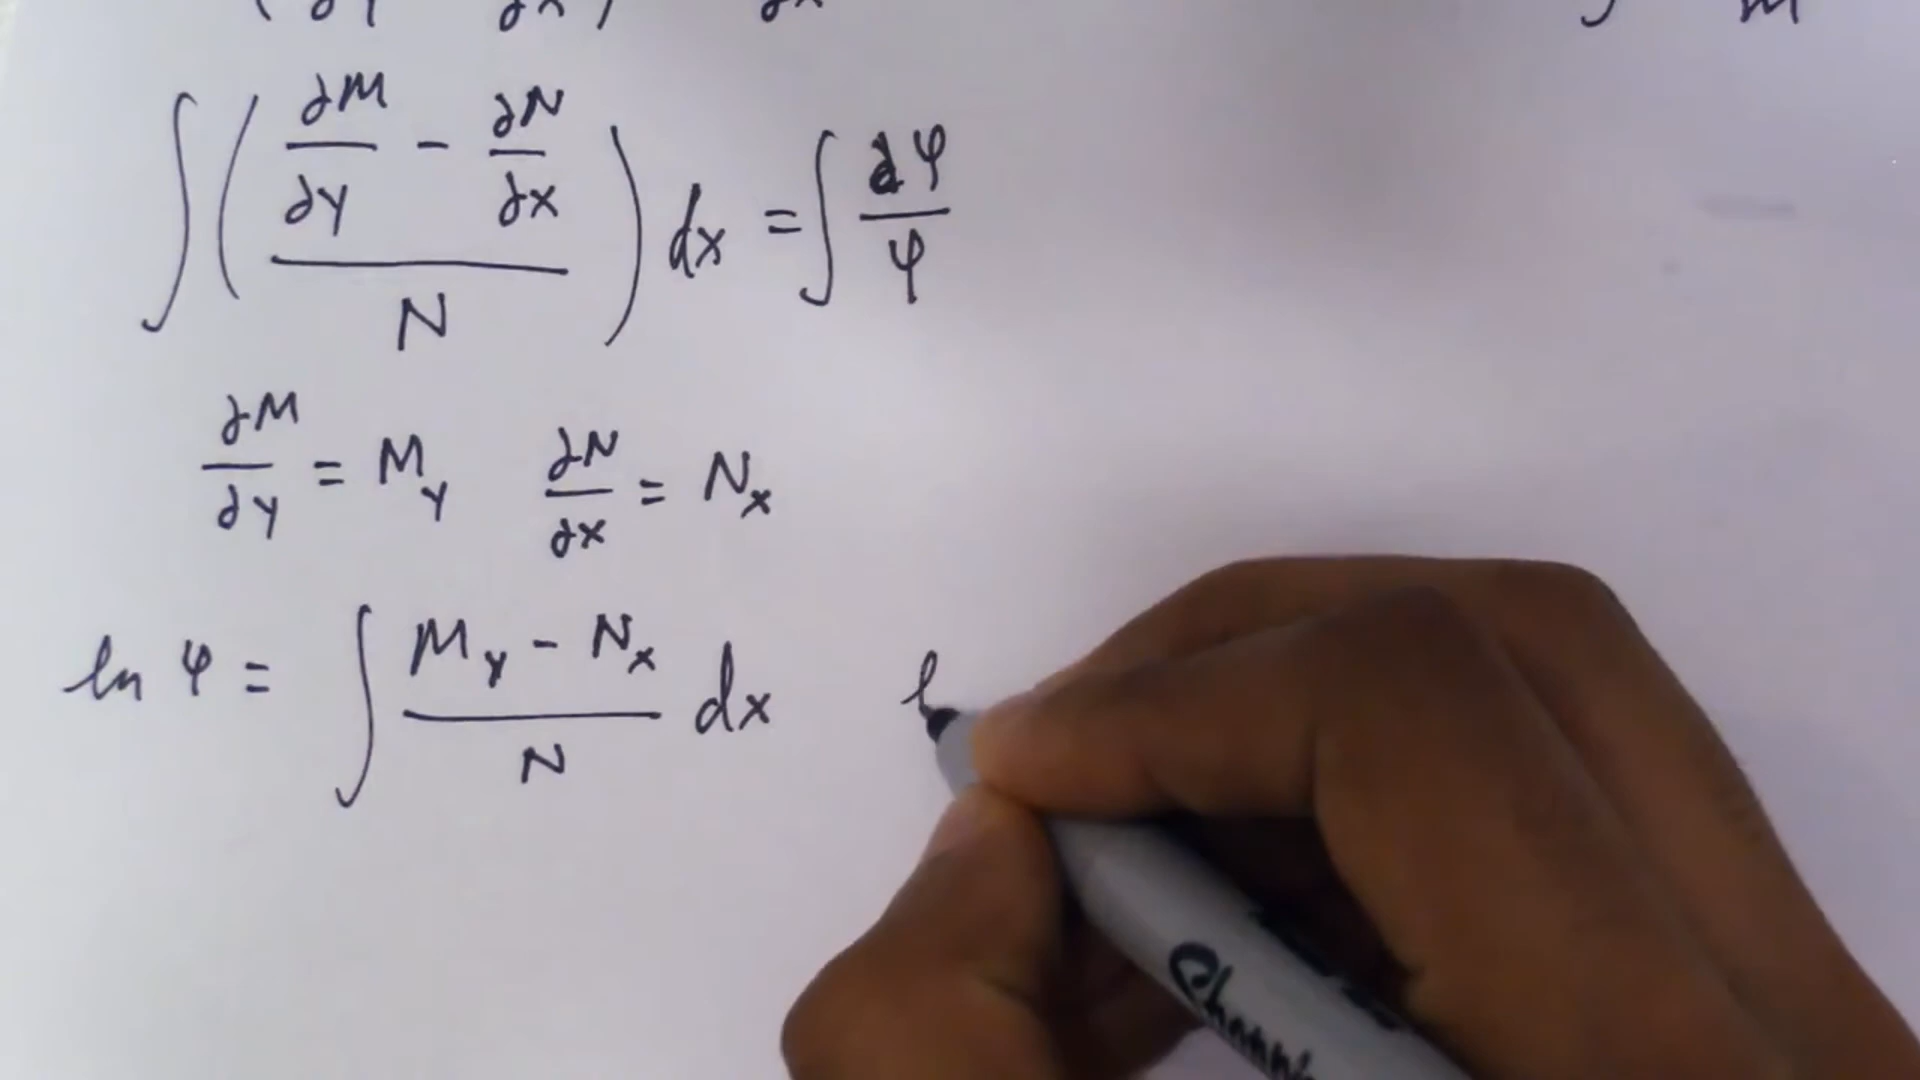 ∂y ∂x ) ∂x
∫ ( (∂M/∂y - ∂N/∂x) / N ) dx = ∫ dφ/φ
∂M/∂y = M_y ∂N/∂x = N_x
ln φ = ∫ (M_y - N_x)/N dx